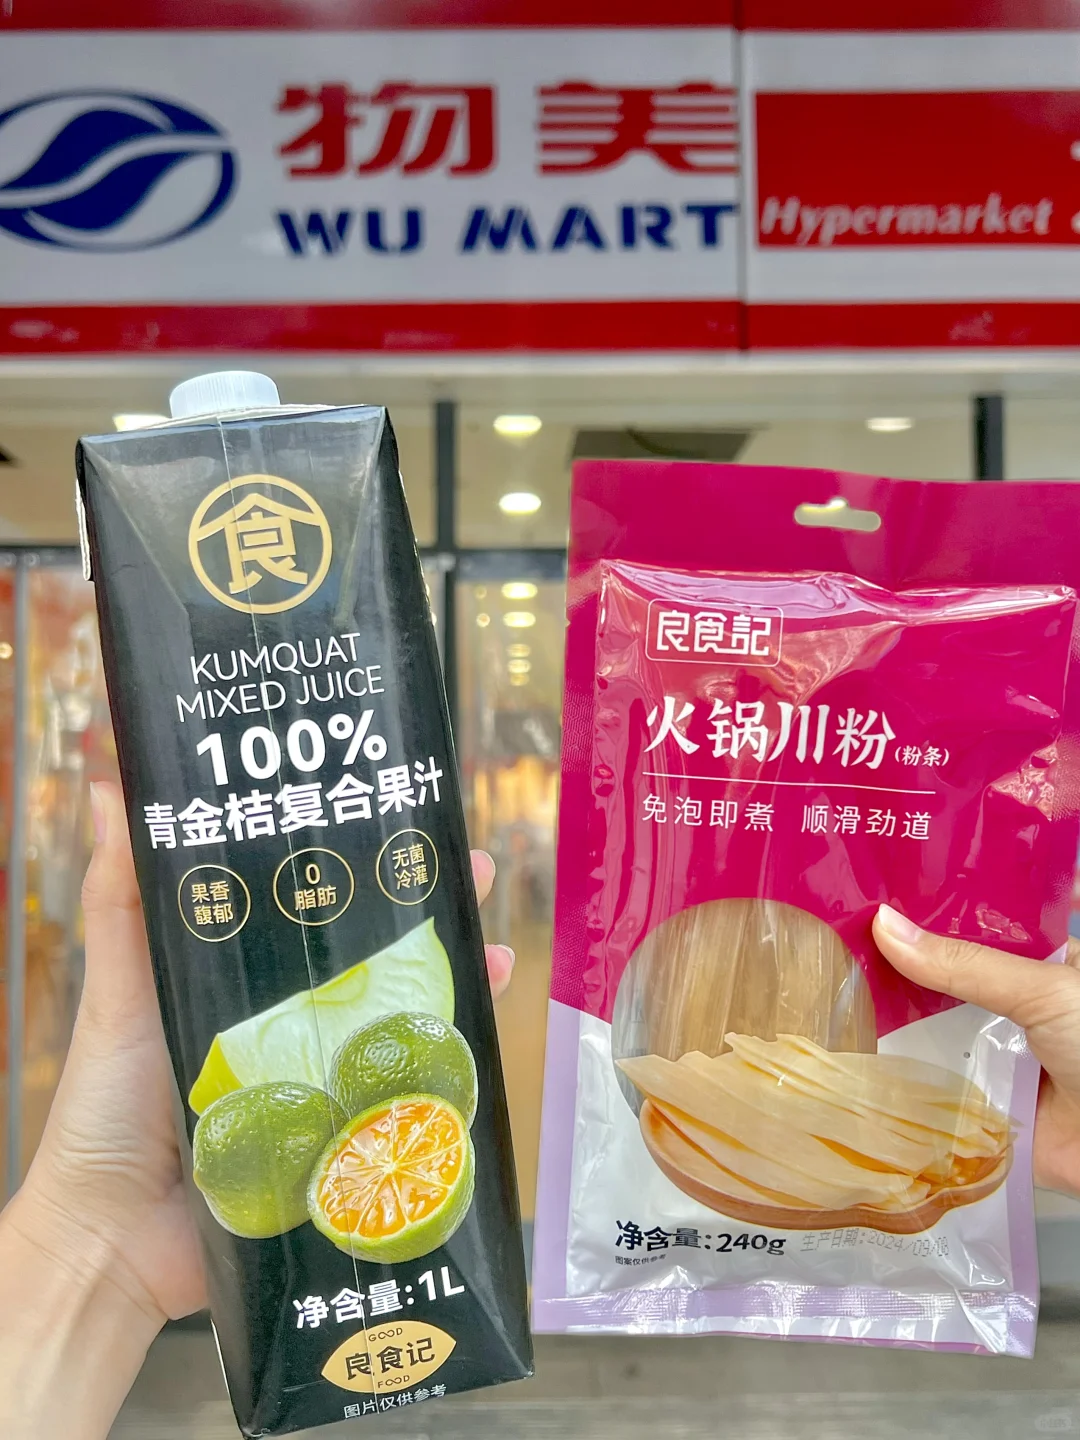 物美
WU MART
Hypermarket
食
KUMQUAT
MIXED JUICE
100%
青金桔复合果汁
果香
馥郁
0
脂肪
无菌
冷灌
净含量:1L
GOOD
良食记
FOOD
图片仅供参考
良食記
火锅川粉(粉条)
免泡即煮 顺滑劲道
净含量:240g
生产日期:2024/09/08
图案仅供参考